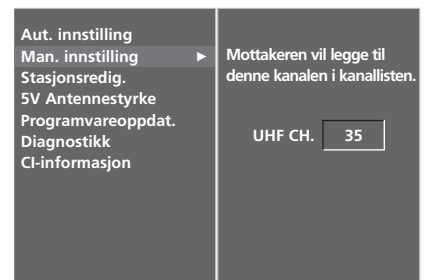 Aut. innstilling
Man. innstilling ►
Stasjonsredig.
5V Antennestyrke
Programvareoppdat.
Diagnostikk
CI-informasjon
Mottakeren vil legge til
denne kanalen i kanallisten.
UHF CH. 35